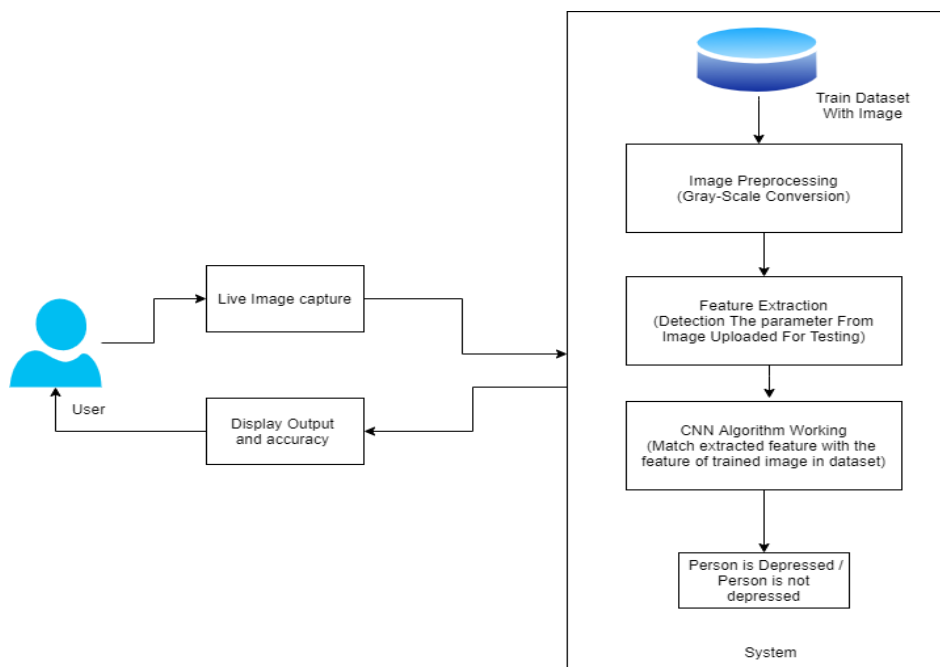 Train Dataset
With Image
Image Preprocessing
(Gray-Scale Conversion)
Live Image capture
Feature Extraction
(Detection The parameter From
Image Uploaded For Testing)
User
Display Output
and accuracy
CNN Algorithm Working
(Match extracted feature with the
feature of trained image in dataset)
Person is Depressed /
Person is not
depressed
System